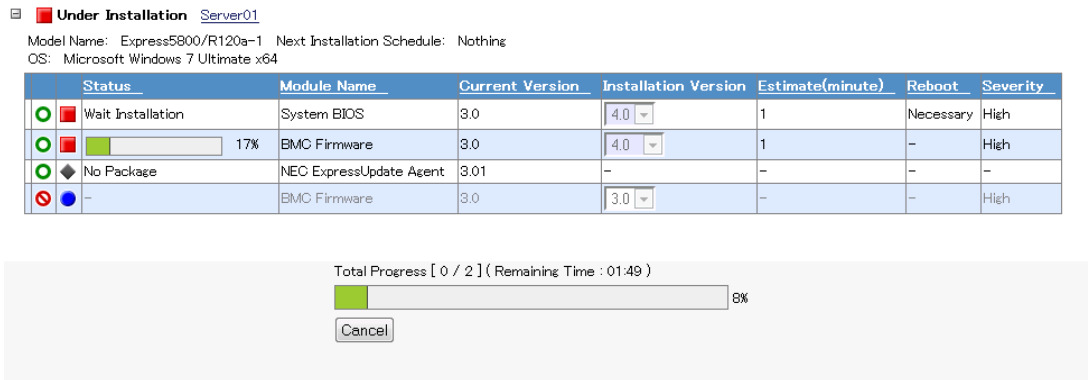 Under Installation Server01
Model Name: Express5800/R120a-1 Next Installation Schedule: Nothing
OS: Microsoft Windows 7 Ultimate x64
Status Module Name Current Version Installation Version Estimate(minute) Reboot Severity
Wait Installation System BIOS 3.0 4.0 1 Necessary High
17% BMC Firmware 3.0 4.0 1 - High
No Package NEC ExpressUpdate Agent 3.01 - - - -
- BMC Firmware 3.0 3.0 - - High
Total Progress [ 0 / 2 ] ( Remaining Time : 01:49 )
8%
Cancel